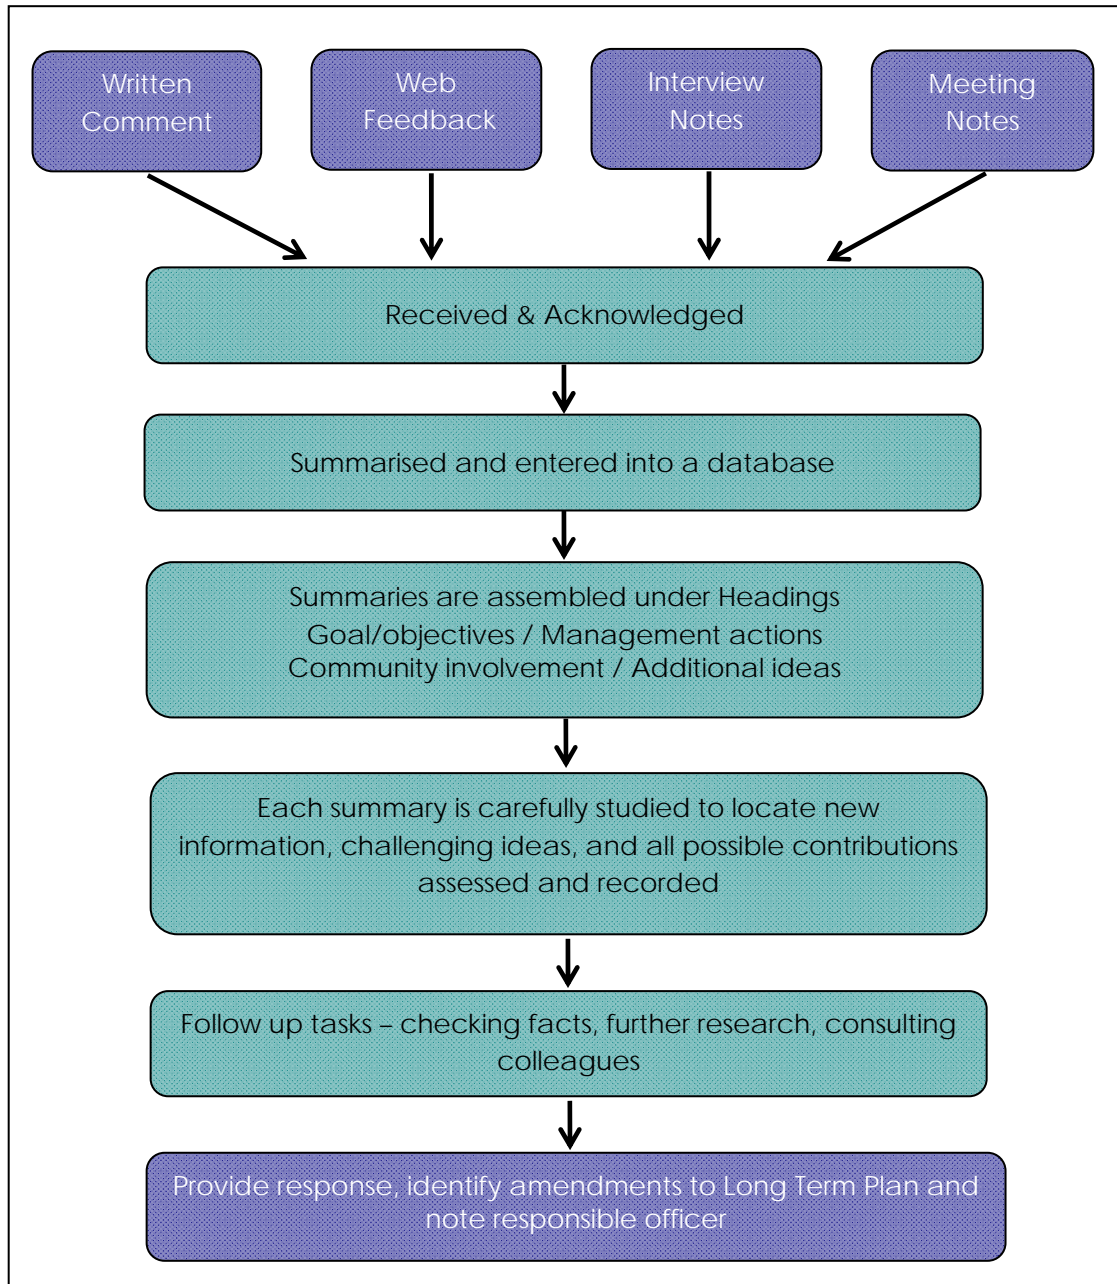 Written
Comment
Web
Feedback
Interview
Notes
Meeting
Notes
Received & Acknowledged
Summarised and entered into a database
Summaries are assembled under Headings
Goal/objectives / Management actions
Community involvement / Additional ideas
Each summary is carefully studied to locate new
information, challenging ideas, and all possible contributions
assessed and recorded
Follow up tasks – checking facts, further research, consulting
colleagues
Provide response, identify amendments to Long Term Plan and
note responsible officer